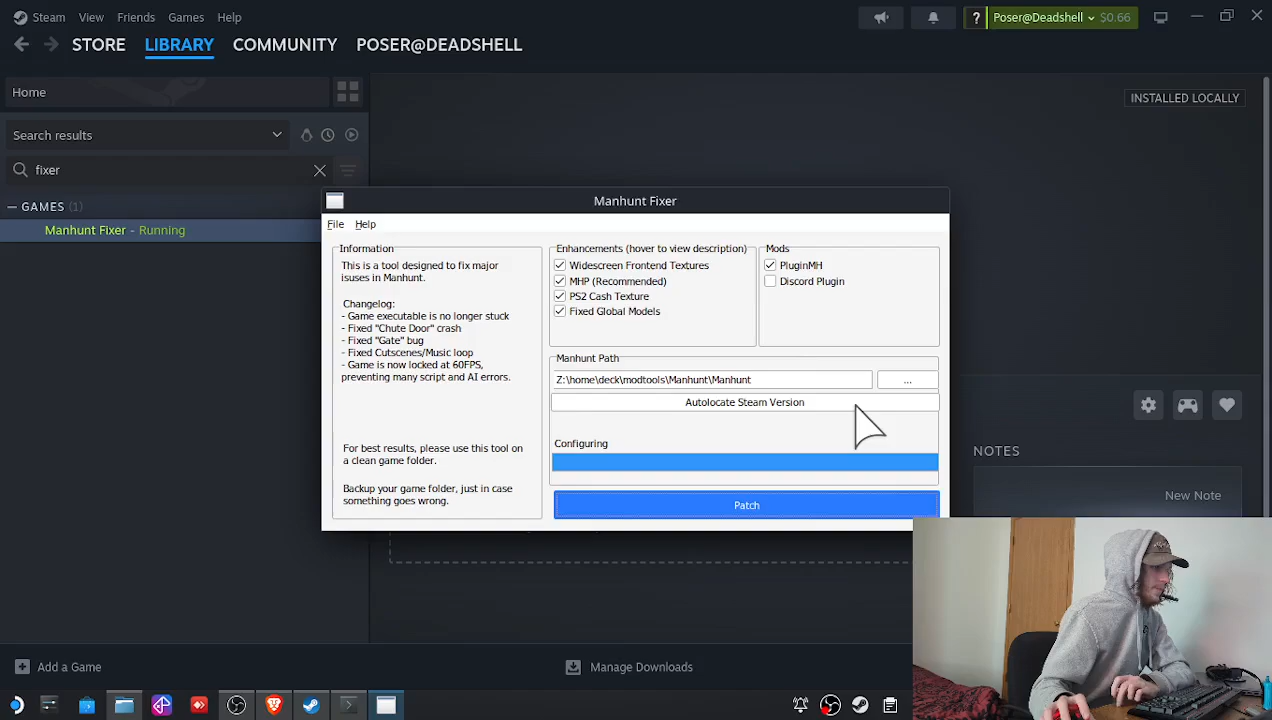 Steam View Friends Games Help
? Poser@Deadshell $0.66
STORE LIBRARY COMMUNITY POSER@DEADSHELL
Home
INSTALLED LOCALLY
Search results
fixer
GAMES (1)
Manhunt Fixer - Running
Manhunt Fixer
File Help
Information
This is a tool designed to fix major
isuses in Manhunt.
Changelog:
- Game executable is no longer stuck
- Fixed "Chute Door" crash
- Fixed "Gate" bug
- Fixed Cutscenes/Music loop
- Game is now locked at 60FPS,
preventing many script and AI errors.
For best results, please use this tool on
a clean game folder.
Backup your game folder, just in case
something goes wrong.
Enhancements (hover to view description)
Widescreen Frontend Textures
MHP (Recommended)
PS2 Cash Texture
Fixed Global Models
Mods
PluginMH
Discord Plugin
Manhunt Path
Z:\home\deck\modtools\Manhunt\Manhunt
...
Autolocate Steam Version
Configuring
Patch
NOTES
New Note
Add a Game
Manage Downloads